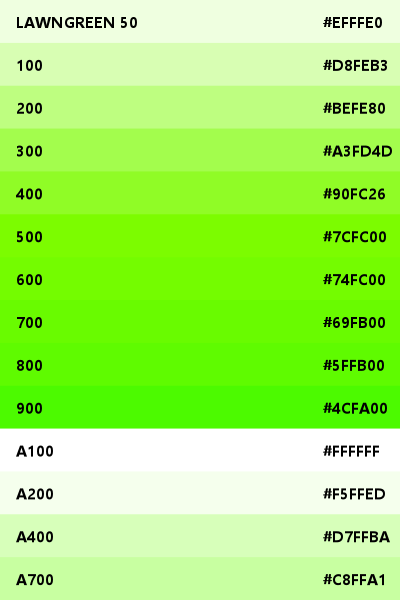 LAWNGREEN 50 #EFFFE0
100 #D8FEB3
200 #BEFE80
300 #A3FD4D
400 #90FC26
500 #7CFC00
600 #74FC00
700 #69FB00
800 #5FFB00
900 #4CFA00
A100 #FFFFFF
A200 #F5FFED
A400 #D7FFBA
A700 #C8FFA1